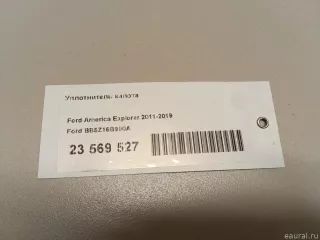 Уплотнитель капота
Ford America Explorer 2011-2019
Ford BB5Z16B990A
23 569 527
eaural.ru